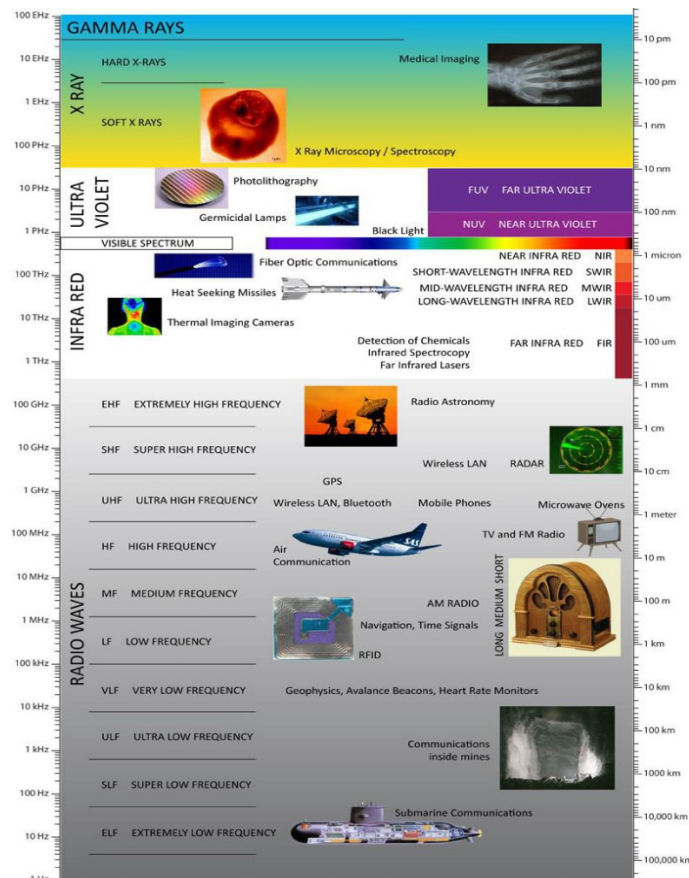 100 EHz
GAMMA RAYS
10 pm
10 EHz
HARD X-RAYS
Medical Imaging
100 pm
X RAY
1 EHz
SOFT X RAYS
1 nm
100 PHz
X Ray Microscopy / Spectroscopy
10 nm
ULTRA
VIOLET
Photolithography
10 PHz
FUV FAR ULTRA VIOLET
100 nm
Germicidal Lamps
NUV NEAR ULTRA VIOLET
1 PHz
Black Light
VISIBLE SPECTRUM
NEAR INFRA RED NIR
1 micron
Fiber Optic Communications
100 THz
SHORT-WAVELENGTH INFRA RED SWIR
INFRA RED
Heat Seeking Missiles
MID-WAVELENGTH INFRA RED MWIR
LONG-WAVELENGTH INFRA RED LWIR
10 um
10 THz
Thermal Imaging Cameras
Detection of Chemicals
FAR INFRA RED FIR
100 um
Infrared Spectroscopy
1 THz
Far Infrared Lasers
1 mm
RADIO WAVES
100 GHz
EHF EXTREMELY HIGH FREQUENCY
Radio Astronomy
1 cm
10 GHz
SHF SUPER HIGH FREQUENCY
Wireless LAN
RADAR
10 cm
GPS
1 GHz
UHF ULTRA HIGH FREQUENCY
Wireless LAN, Bluetooth
Mobile Phones
Microwave Ovens
1 meter
100 MHz
TV and FM Radio
HF HIGH FREQUENCY
SAS
Air
Communication
10 m
10 MHz
MF MEDIUM FREQUENCY
AM RADIO
LONG MEDIUM SHORT
100 m
1 MHz
Navigation, Time Signals
LF LOW FREQUENCY
1 km
RFID
100 kHz
VLF VERY LOW FREQUENCY
Geophysics, Avalance Beacons, Heart Rate Monitors
10 km
10 kHz
100 km
ULF ULTRA LOW FREQUENCY
Communications
inside mines
1 kHz
1000 km
SLF SUPER LOW FREQUENCY
100 Hz
Submarine Communications
10,000 km
10 Hz
ELF EXTREMELY LOW FREQUENCY
100,000 km